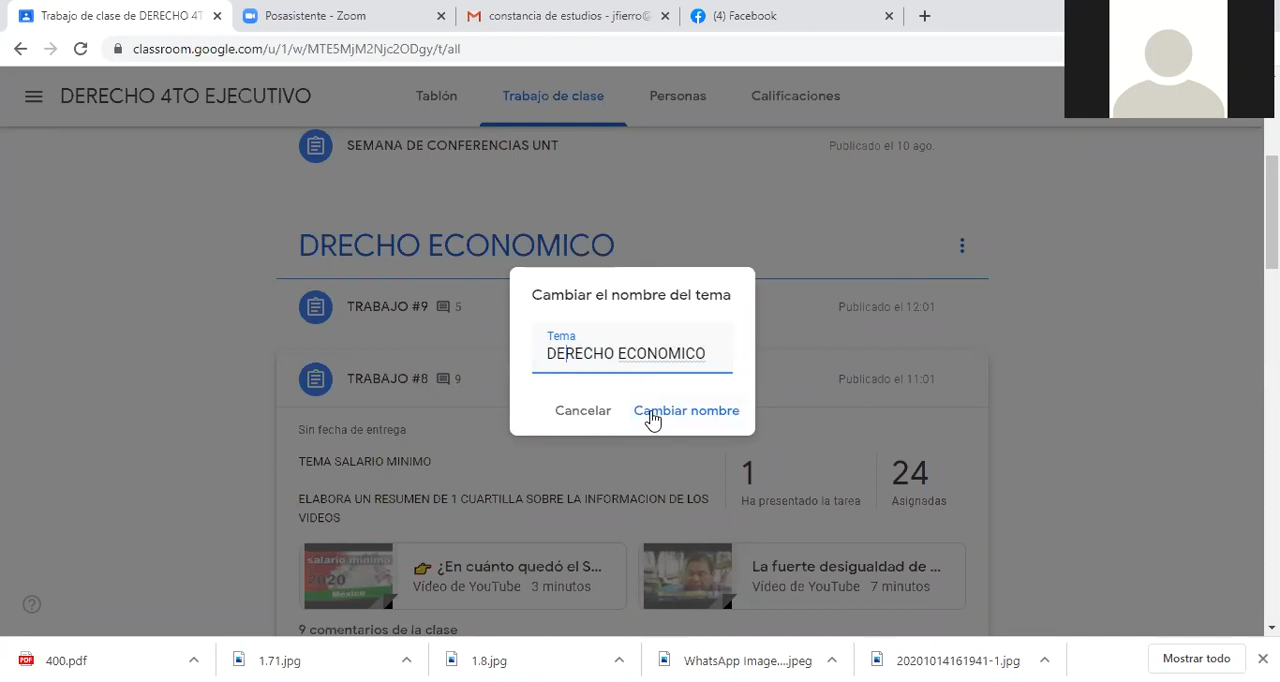 Trabajo de clase de DERECHO 4T
Posasistente - Zoom
constancia de estudios - jfierro@
(4) Facebook
classroom.google.com/u/1/w/MTE5MjM2Njc2ODgy/t/all
DERECHO 4TO EJECUTIVO
Tablón
Trabajo de clase
Personas
Calificaciones
SEMANA DE CONFERENCIAS UNT
Publicado el 10 ago.
DRECHO ECONOMICO
Cambiar el nombre del tema
Tema
DERECHO ECONOMICO
Cancelar
Cambiar nombre
TRABAJO #9 5
Publicado el 12:01
TRABAJO #8 9
Publicado el 11:01
Sin fecha de entrega
TEMA SALARIO MINIMO
ELABORA UN RESUMEN DE 1 CUARTILLA SOBRE LA INFORMACION DE LOS
VIDEOS
1
Ha presentado la tarea
24
Asignadas
salario minimo
2020
México
👉 ¿En cuánto quedó el S...
Vídeo de YouTube 3 minutos
La fuerte desigualdad de ...
Vídeo de YouTube 7 minutos
9 comentarios de la clase
PDF
400.pdf
1.71.jpg
1.8.jpg
WhatsApp Image....jpeg
20201014161941-1.jpg
Mostrar todo